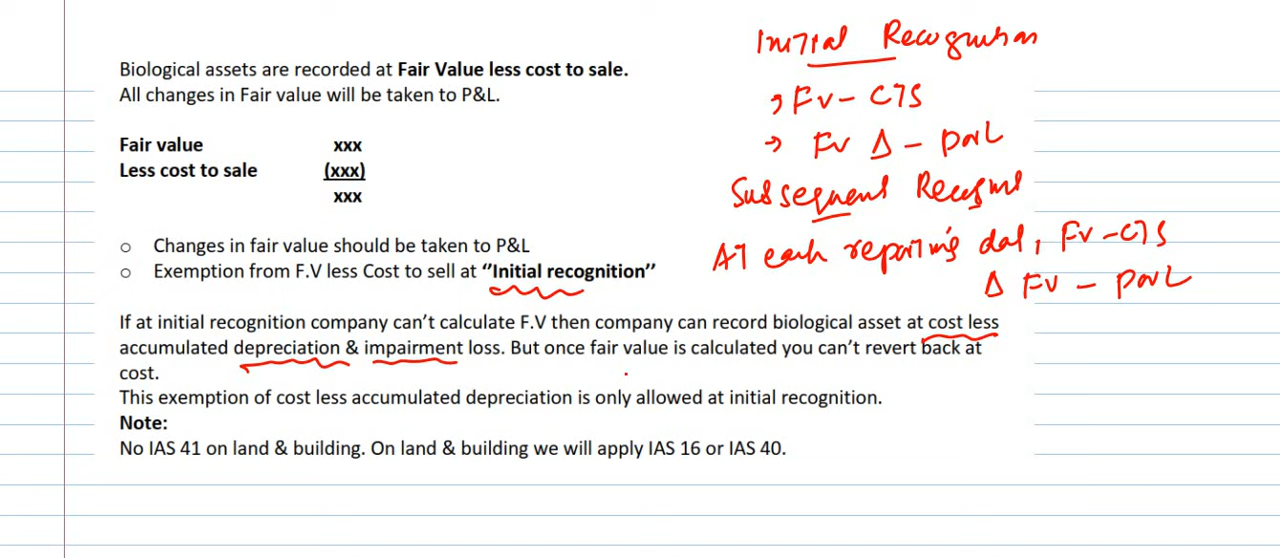 Biological assets are recorded at Fair Value less cost to sale.
All changes in Fair value will be taken to P&L.
Fair value xxx
Less cost to sale (xxx)
xxx
○ Changes in fair value should be taken to P&L
○ Exemption from F.V less Cost to sell at "Initial recognition"
If at initial recognition company can't calculate F.V then company can record biological asset at cost less
accumulated depreciation & impairment loss. But once fair value is calculated you can't revert back at
cost.
This exemption of cost less accumulated depreciation is only allowed at initial recognition.
Note:
No IAS 41 on land & building. On land & building we will apply IAS 16 or IAS 40.
Initial Recognition
→ FV - CTS
→ FV Δ - PnL
Subsequent
At each reporting dat, FV - CTS
Δ FV - PnL